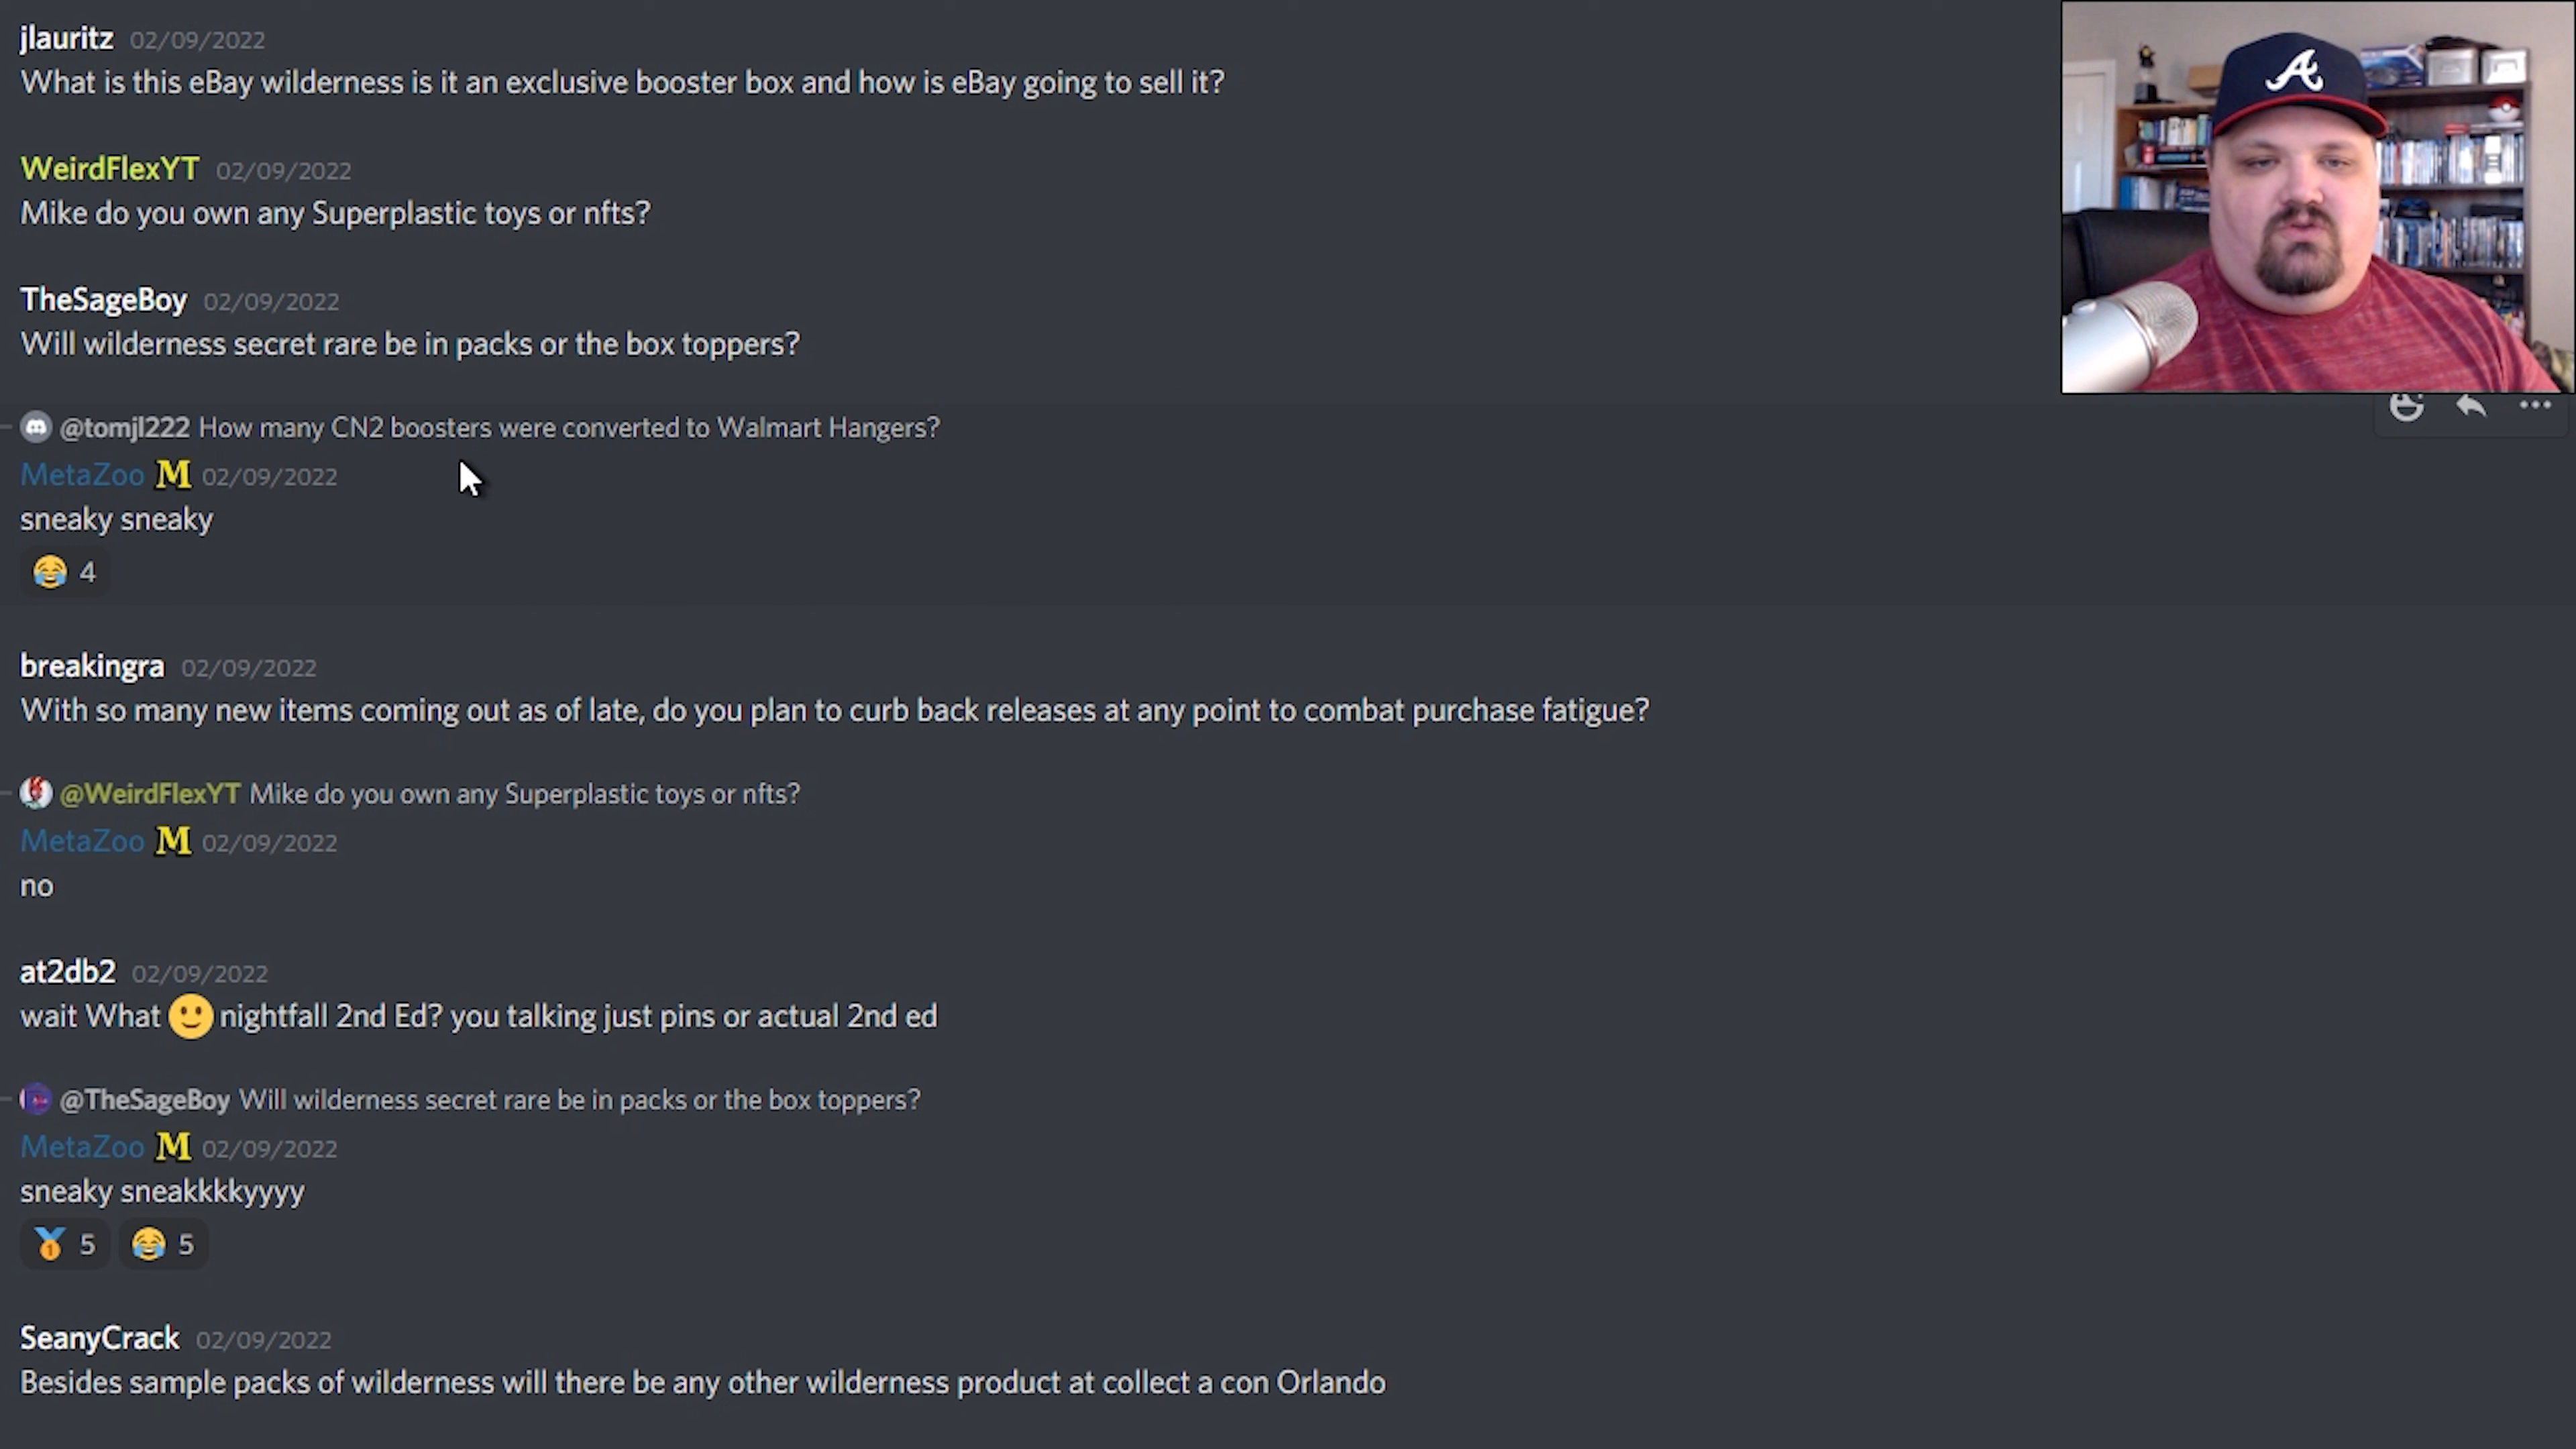 jlauritz 02/09/2022
What is this eBay wilderness is it an exclusive booster box and how is eBay going to sell it?
WeirdFlexYT 02/09/2022
Mike do you own any Superplastic toys or nfts?
TheSageBoy 02/09/2022
Will wilderness secret rare be in packs or the box toppers?
@tomjl222 How many CN2 boosters were converted to Walmart Hangers?
MetaZoo M 02/09/2022
sneaky sneaky
4
breakingra 02/09/2022
With so many new items coming out as of late, do you plan to curb back releases at any point to combat purchase fatigue?
@WeirdFlexYT Mike do you own any Superplastic toys or nfts?
MetaZoo M 02/09/2022
no
at2db2 02/09/2022
wait What 🙂 nightfall 2nd Ed? you talking just pins or actual 2nd ed
@TheSageBoy Will wilderness secret rare be in packs or the box toppers?
MetaZoo M 02/09/2022
sneaky sneakkkkyyyy
5 5
SeanyCrack 02/09/2022
Besides sample packs of wilderness will there be any other wilderness product at collect a con Orlando